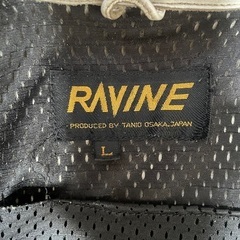 RAVINE
PRODUCED BY TANIO OSAKA.JAPAN
L